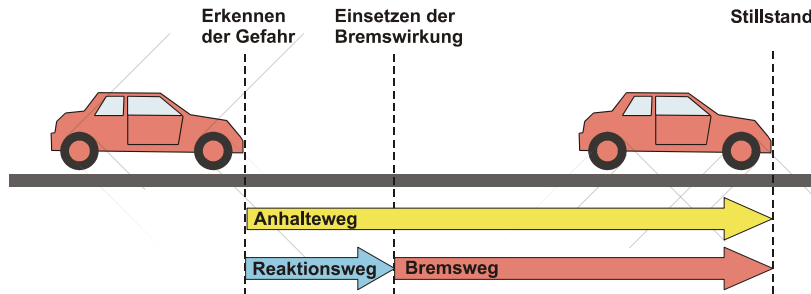 Erkennen
der Gefahr
Einsetzen der
Bremswirkung
Stillstand
Anhalteweg
Reaktionsweg
Bremsweg